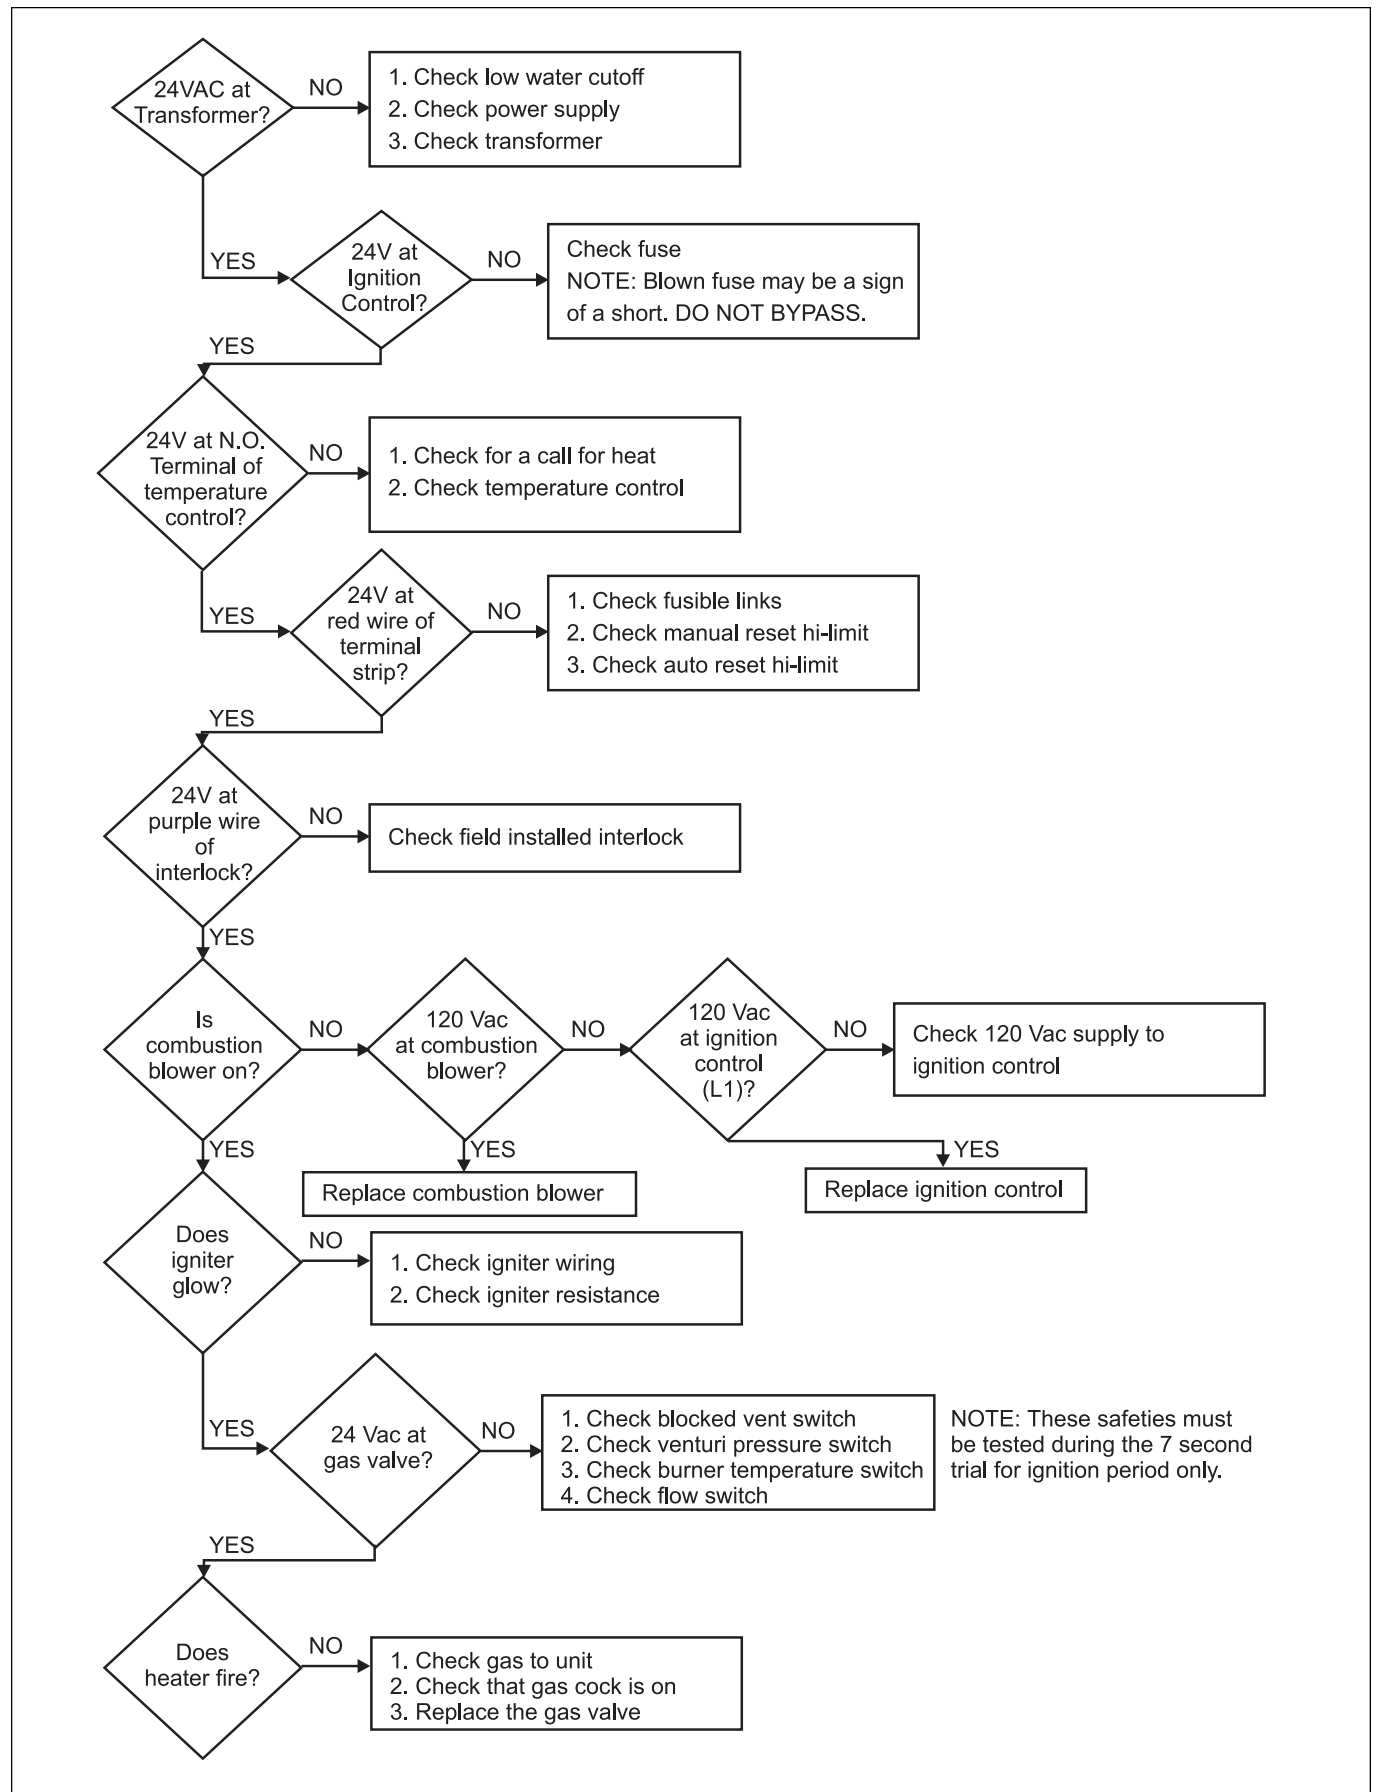 24VAC at
Transformer?
NO
1. Check low water cutoff
2. Check power supply
3. Check transformer
YES
24V at
Ignition
Control?
NO
Check fuse
NOTE: Blown fuse may be a sign
of a short. DO NOT BYPASS.
YES
24V at N.O.
Terminal of
temperature
control?
NO
1. Check for a call for heat
2. Check temperature control
YES
24V at
red wire of
terminal
strip?
NO
1. Check fusible links
2. Check manual reset hi-limit
3. Check auto reset hi-limit
YES
24V at
purple wire
of
interlock?
NO
Check field installed interlock
YES
Is
combustion
blower on?
NO
120 Vac
at combustion
blower?
NO
120 Vac
at ignition
control
(L1)?
NO
Check 120 Vac supply to
ignition control
YES
YES
Replace combustion blower
YES
Replace ignition control
Does
igniter
glow?
NO
1. Check igniter wiring
2. Check igniter resistance
YES
24 Vac at
gas valve?
NO
1. Check blocked vent switch
2. Check venturi pressure switch
3. Check burner temperature switch
4. Check flow switch
NOTE: These safeties must
be tested during the 7 second
trial for ignition period only.
YES
Does
heater fire?
NO
1. Check gas to unit
2. Check that gas cock is on
3. Replace the gas valve